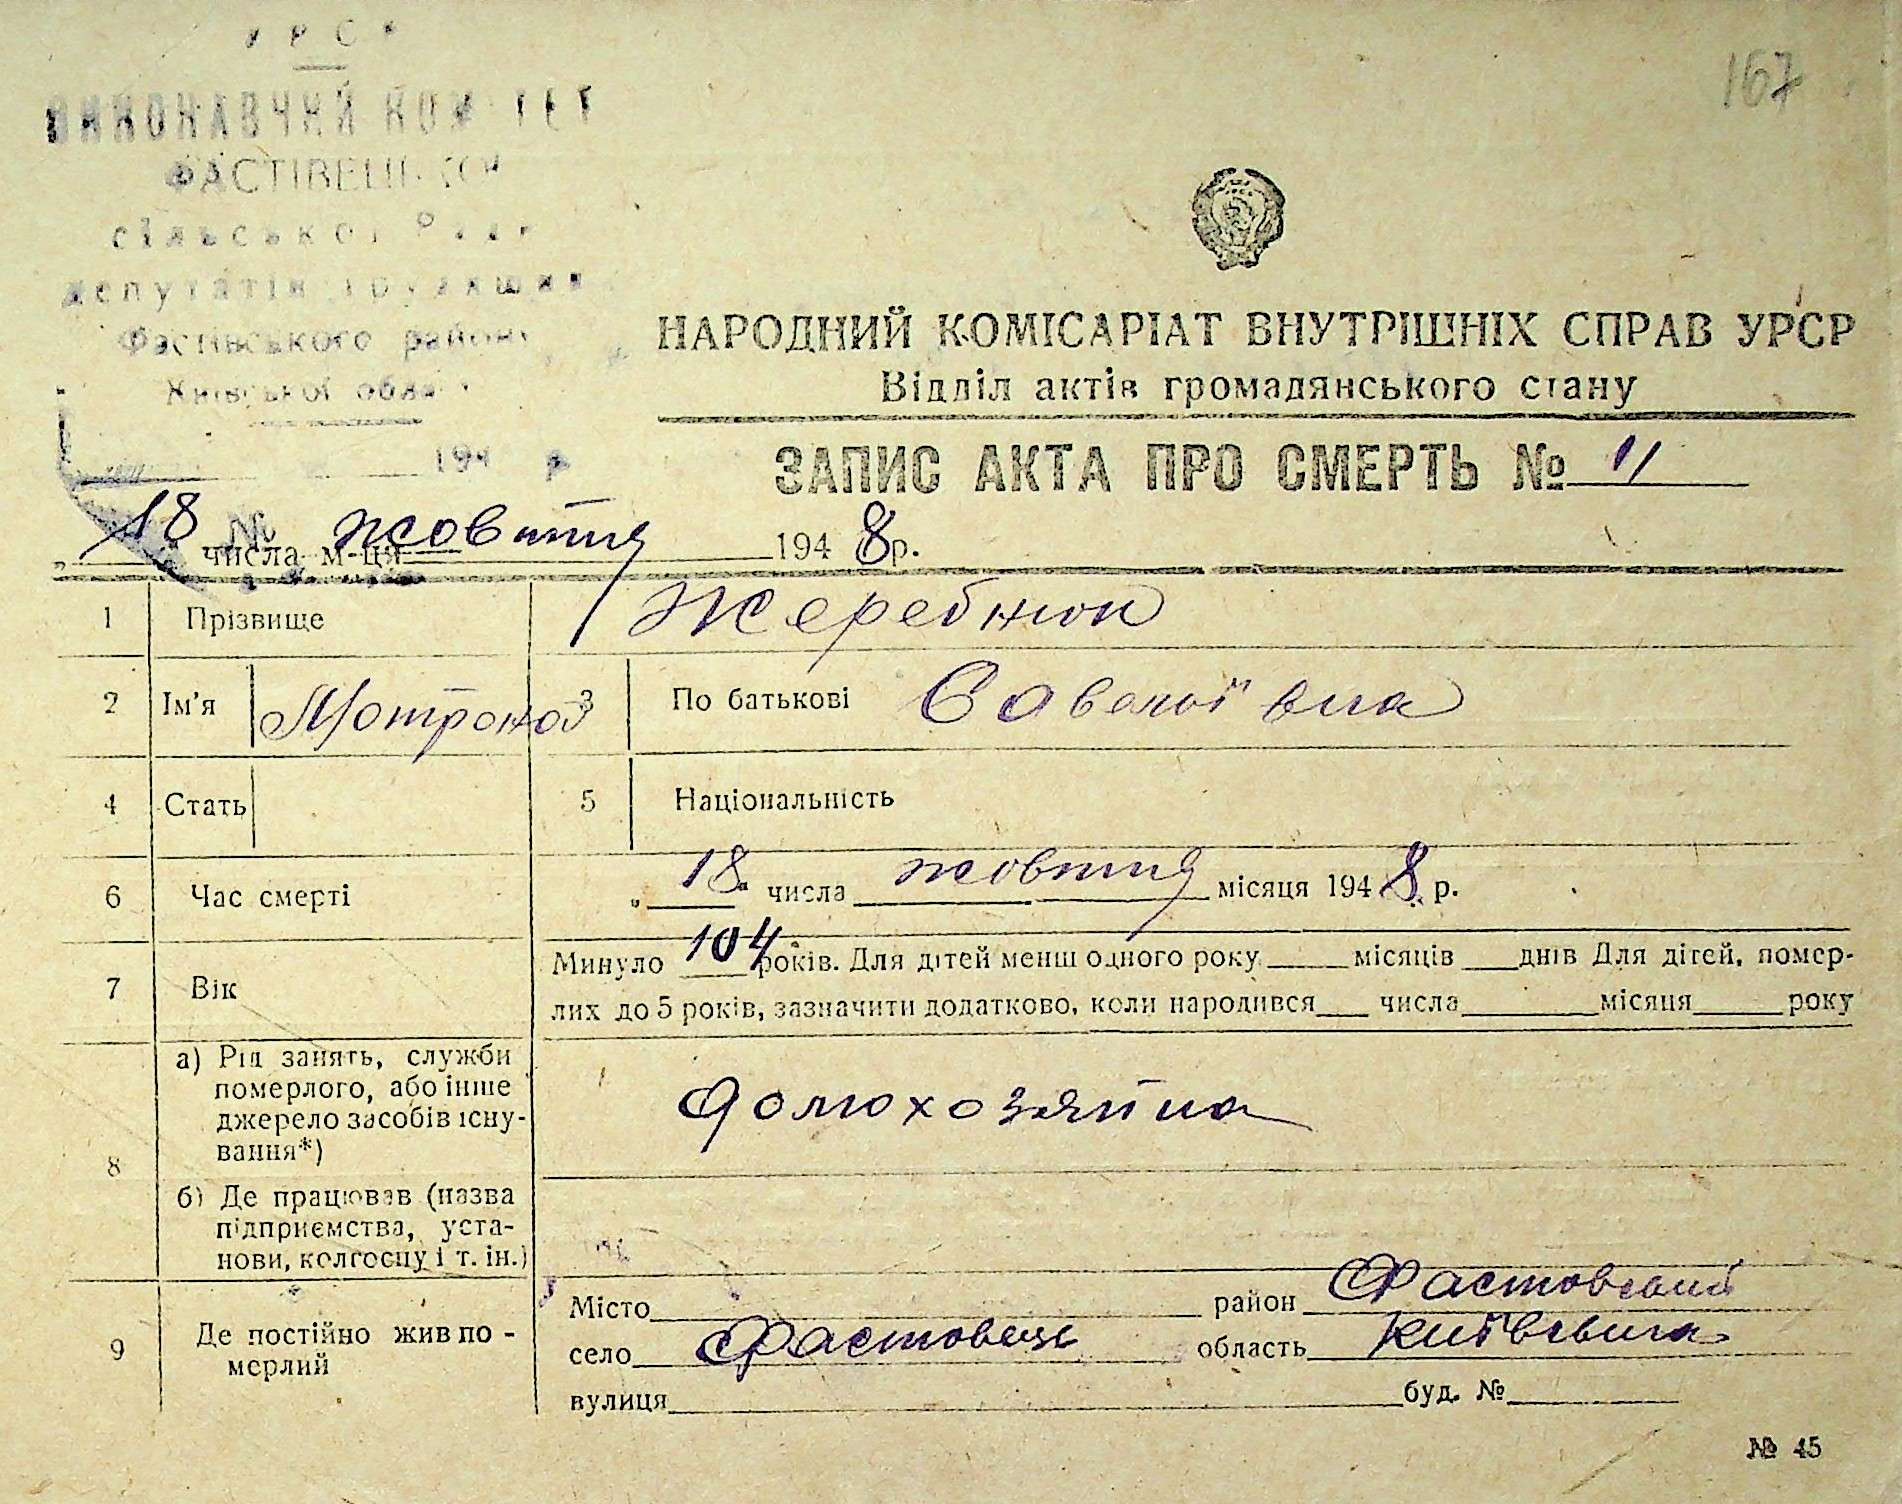 УРСР
167
ВИКОНАВЧИЙ КОМІТЕТ
ФАСТІВЕЦЬКОЇ
сільської Ради
депутатів трудящих
Фастівського району
Київської області
194 р
НАРОДНИЙ КОМІСАРІАТ ВНУТРІШНІХ СПРАВ УРСР
Відділ актів громадянського стану
ЗАПИС АКТА ПРО СМЕРТЬ № 11
№
„18“ числа м-ця жовтня 1948 р.
1 Прізвище Жеребнюк
2 Ім'я Мотрона 3 По батькові Савеліївна
4 Стать 5 Національність
6 Час смерті „18“ числа жовтня місяця 1948 р.
7 Вік Минуло 104 років. Для дітей менш одного року місяців днів Для дітей, помер-
лих до 5 років, зазначити додатково, коли народився числа місяця року
8 а) Рід занять, служби
померлого, або інше
джерело засобів існу-
вання*)
домохозяйка
б) Де працював (назва
підприємства, уста-
нови, колгоспу і т. ін.)
9 Де постійно жив по-
мерлий
Місто район Фастовський
село Фастовець область Київська
вулиця буд. №
№ 45